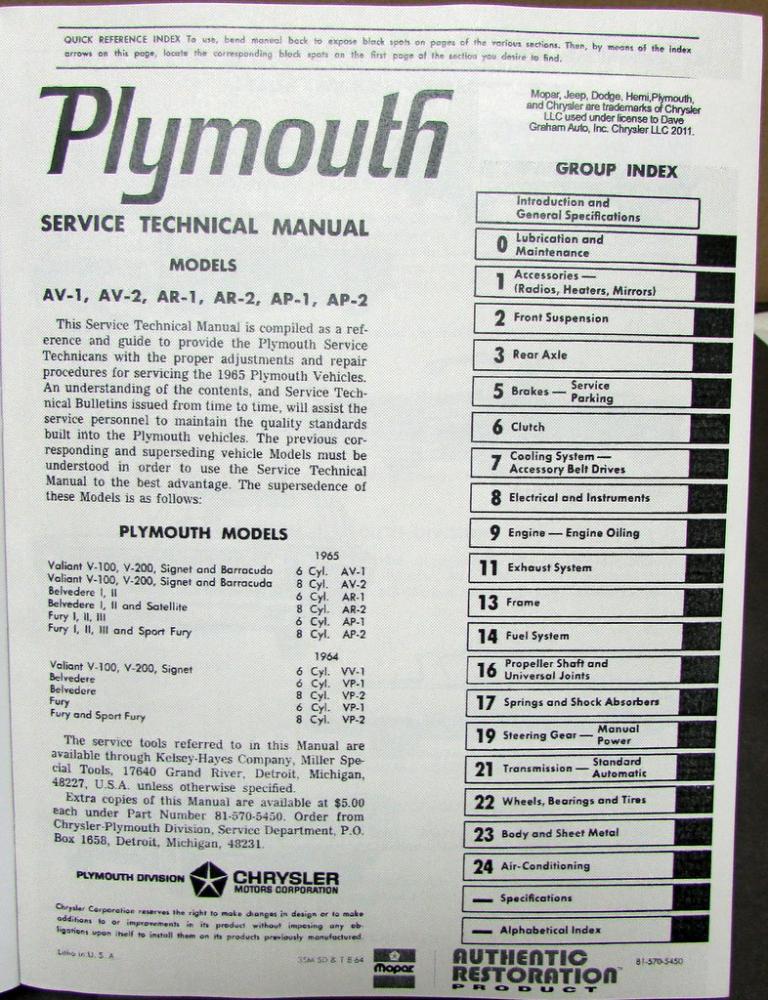 QUICK REFERENCE INDEX To use, bend manual back to expose black spots on pages of the various sections. Then, by means of the index
arrows on this page, locate the corresponding black spots on the first page of the section you desire to find.
Plymouth
SERVICE TECHNICAL MANUAL
MODELS
AV-1, AV-2, AR-1, AR-2, AP-1, AP-2
This Service Technical Manual is compiled as a ref-
erence and guide to provide the Plymouth Service
Technicans with the proper adjustments and repair
procedures for servicing the 1965 Plymouth Vehicles.
An understanding of the contents, and Service Tech-
nical Bulletins issued from time to time, will assist the
service personnel to maintain the quality standards
built into the Plymouth vehicles. The previous cor-
responding and superseding vehicle Models must be
understood in order to use the Service Technical
Manual to the best advantage. The supersedence of
these Models is as follows:
PLYMOUTH MODELS
1965
Valiant V-100, V-200, Signet and Barracuda 6 Cyl. AV-1
Valiant V-100, V-200, Signet and Barracuda 8 Cyl. AV-2
Belvedere I, II 6 Cyl. AR-1
Belvedere I, II and Satellite 8 Cyl. AR-2
Fury I, II, III 6 Cyl. AP-1
Fury I, II, III and Sport Fury 8 Cyl. AP-2
1964
Valiant V-100, V-200, Signet 6 Cyl. VV-1
Belvedere 6 Cyl. VP-1
Belvedere 8 Cyl. VP-2
Fury 6 Cyl. VP-1
Fury and Sport Fury 8 Cyl. VP-2
The service tools referred to in this Manual are
available through Kelsey-Hayes Company, Miller Spe-
cial Tools, 17640 Grand River, Detroit, Michigan,
48227, U.S.A. unless otherwise specified.
Extra copies of this Manual are available at $5.00
each under Part Number 81-570-5450. Order from
Chrysler-Plymouth Division, Service Department, P.O.
Box 1658, Detroit, Michigan, 48231.
PLYMOUTH DIVISION CHRYSLER
MOTORS CORPORATION
Chrysler Corporation reserves the right to make changes in design or to make
additions to or improvements in its product without imposing any ob-
ligations upon itself to install them on its products previously manufactured.
Litho in U. S. A.
35M SD & T 8-64
Mopar, Jeep, Dodge, Hemi,Plymouth,
and Chrysler are trademarks of Chrysler
LLC used under license to Dave
Graham Auto, Inc. Chrysler LLC 2011.
GROUP INDEX
Introduction and
General Specifications
0 Lubrication and
Maintenance
1 Accessories —
(Radios, Heaters, Mirrors)
2 Front Suspension
3 Rear Axle
5 Brakes — Service
Parking
6 Clutch
7 Cooling System —
Accessory Belt Drives
8 Electrical and Instruments
9 Engine — Engine Oiling
11 Exhaust System
13 Frame
14 Fuel System
16 Propeller Shaft and
Universal Joints
17 Springs and Shock Absorbers
19 Steering Gear — Manual
Power
21 Transmission — Standard
Automatic
22 Wheels, Bearings and Tires
23 Body and Sheet Metal
24 Air-Conditioning
— Specifications
— Alphabetical Index
Mopar
AUTHENTIC
RESTORATION™
PRODUCT
81-570-5450